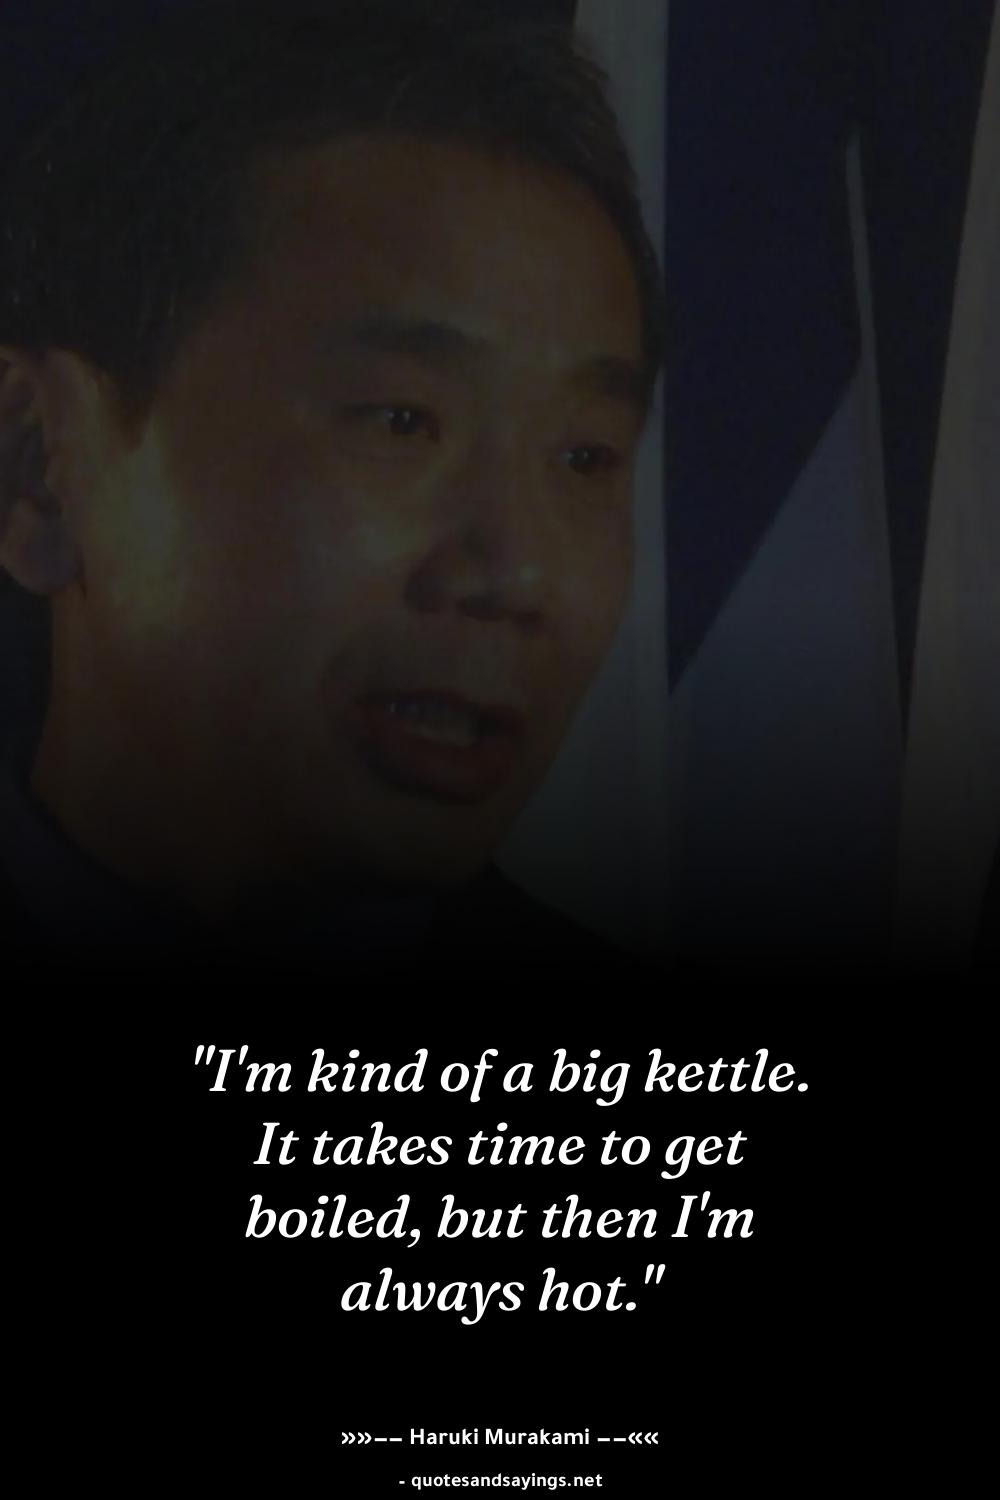 "I'm kind of a big kettle.
It takes time to get
boiled, but then I'm
always hot."
»»–– Haruki Murakami ––««
- quotesandsayings.net